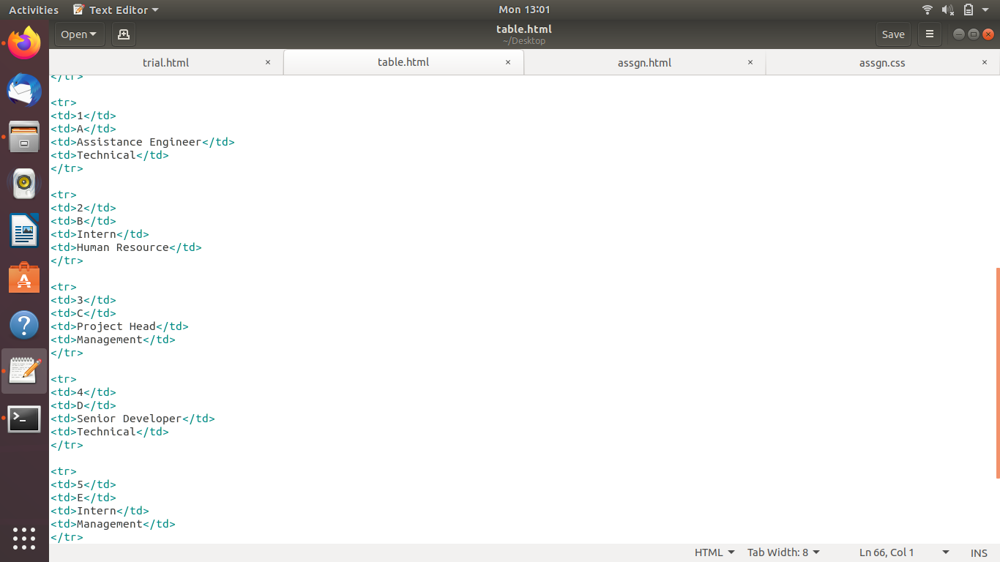 Activities Text Editor Mon 13:01
Open table.html Save
~/Desktop
trial.html × table.html × assgn.html × assgn.css ×
</tr>
<tr>
<td>1</td>
<td>A</td>
<td>Assistance Engineer</td>
<td>Technical</td>
</tr>
<tr>
<td>2</td>
<td>B</td>
<td>Intern</td>
<td>Human Resource</td>
</tr>
<tr>
<td>3</td>
<td>C</td>
<td>Project Head</td>
<td>Management</td>
</tr>
<tr>
<td>4</td>
<td>D</td>
<td>Senior Developer</td>
<td>Technical</td>
</tr>
<tr>
<td>5</td>
<td>E</td>
<td>Intern</td>
<td>Management</td>
</tr>
HTML Tab Width: 8 Ln 66, Col 1 INS